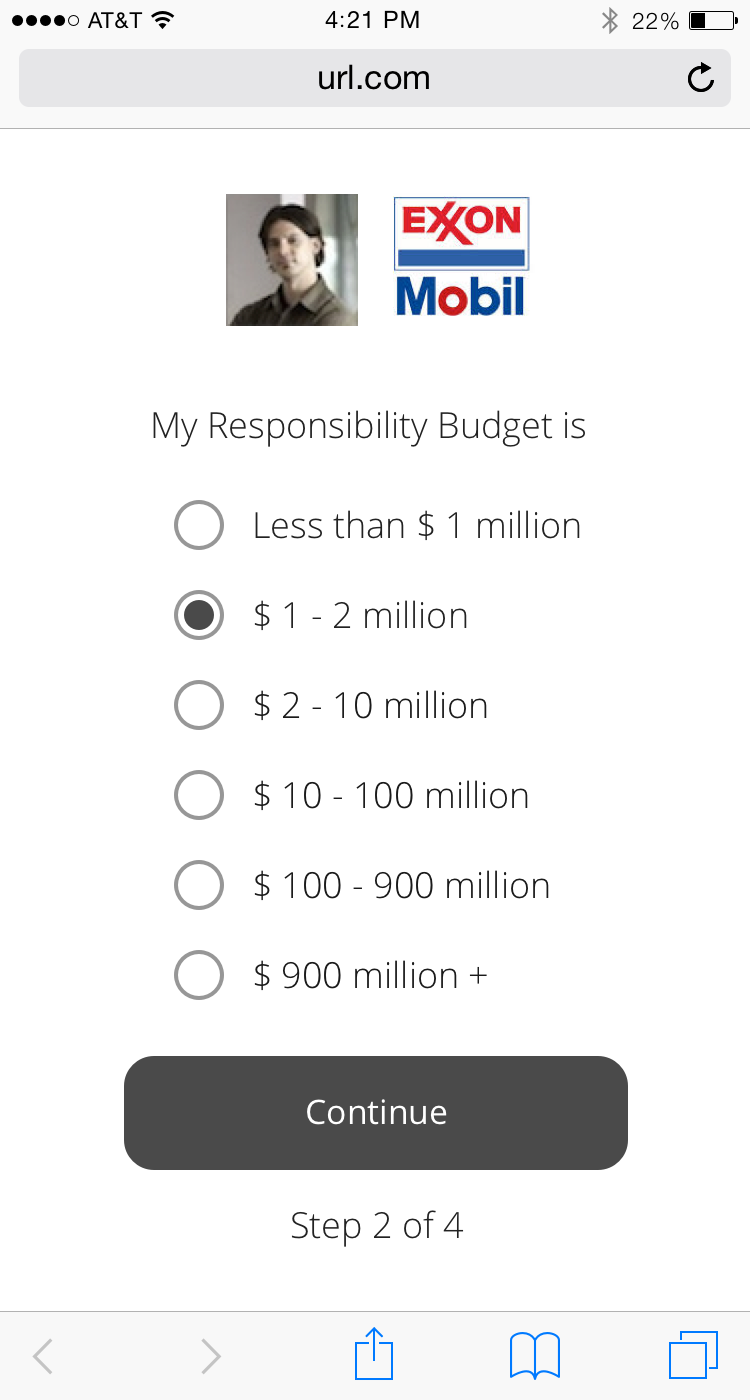 AT&T 4:21 PM 22%
url.com
EXXON
Mobil
My Responsibility Budget is
Less than $ 1 million
$ 1 - 2 million
$ 2 - 10 million
$ 10 - 100 million
$ 100 - 900 million
$ 900 million +
Continue
Step 2 of 4